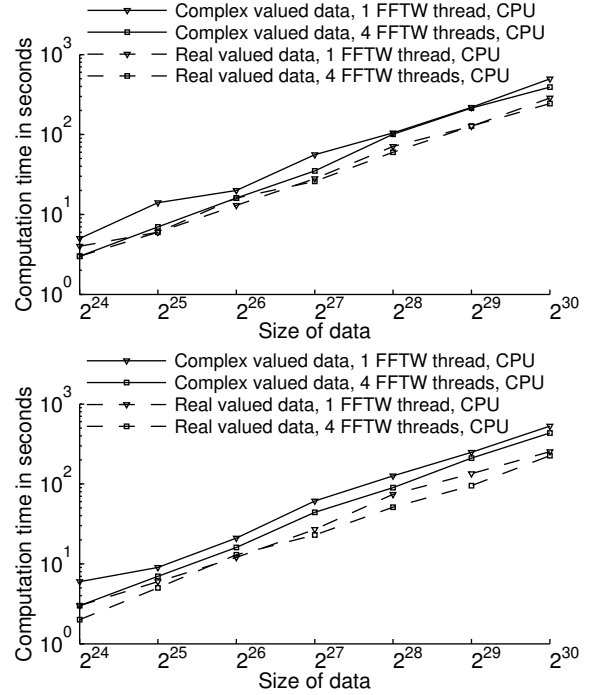 Complex valued data, 1 FFTW thread, CPU
Complex valued data, 4 FFTW threads, CPU
Real valued data, 1 FFTW thread, CPU
Real valued data, 4 FFTW threads, CPU
Computation time in seconds
10^3
10^2
10^1
10^0
2^24 2^25 2^26 2^27 2^28 2^29 2^30
Size of data
Complex valued data, 1 FFTW thread, CPU
Complex valued data, 4 FFTW threads, CPU
Real valued data, 1 FFTW thread, CPU
Real valued data, 4 FFTW threads, CPU
Computation time in seconds
10^3
10^2
10^1
10^0
2^24 2^25 2^26 2^27 2^28 2^29 2^30
Size of data